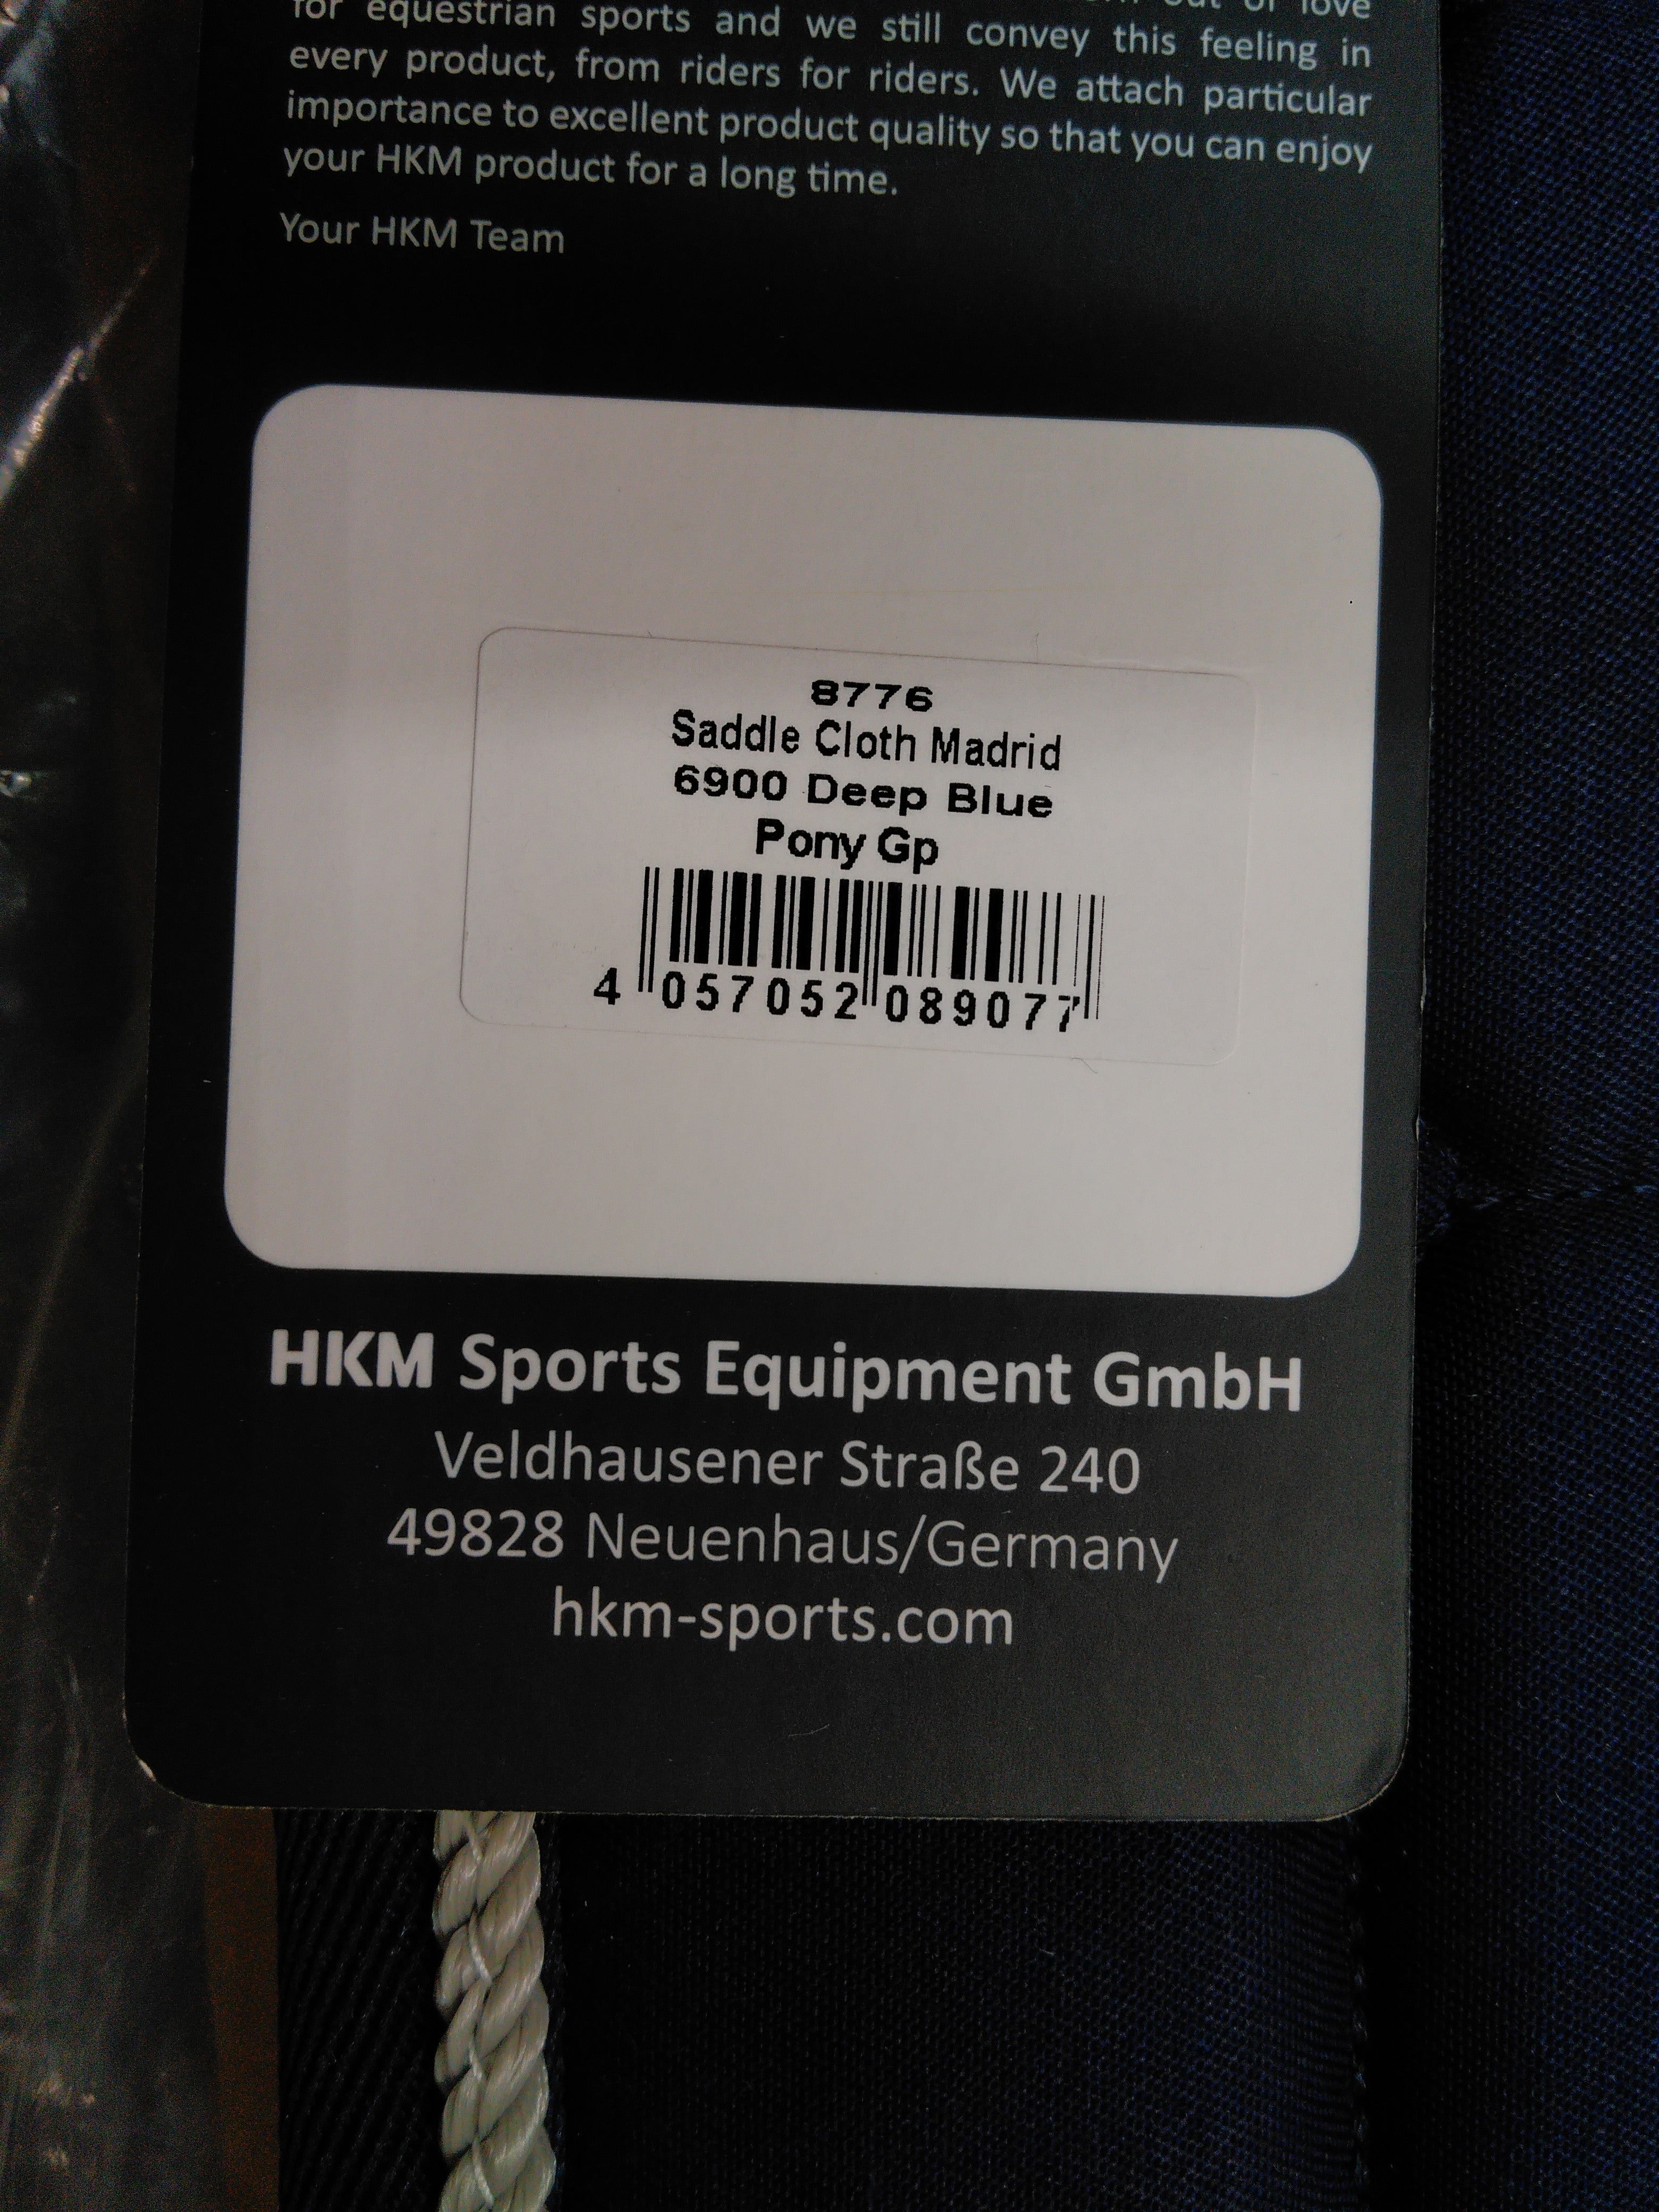 out of love
for equestrian sports and we still convey this feeling in
every product, from riders for riders. We attach particular
importance to excellent product quality so that you can enjoy
your HKM product for a long time.
Your HKM Team
8776
Saddle Cloth Madrid
6900 Deep Blue
Pony Gp
4 057052 089077
HKM Sports Equipment GmbH
Veldhausener Straße 240
49828 Neuenhaus/Germany
hkm-sports.com